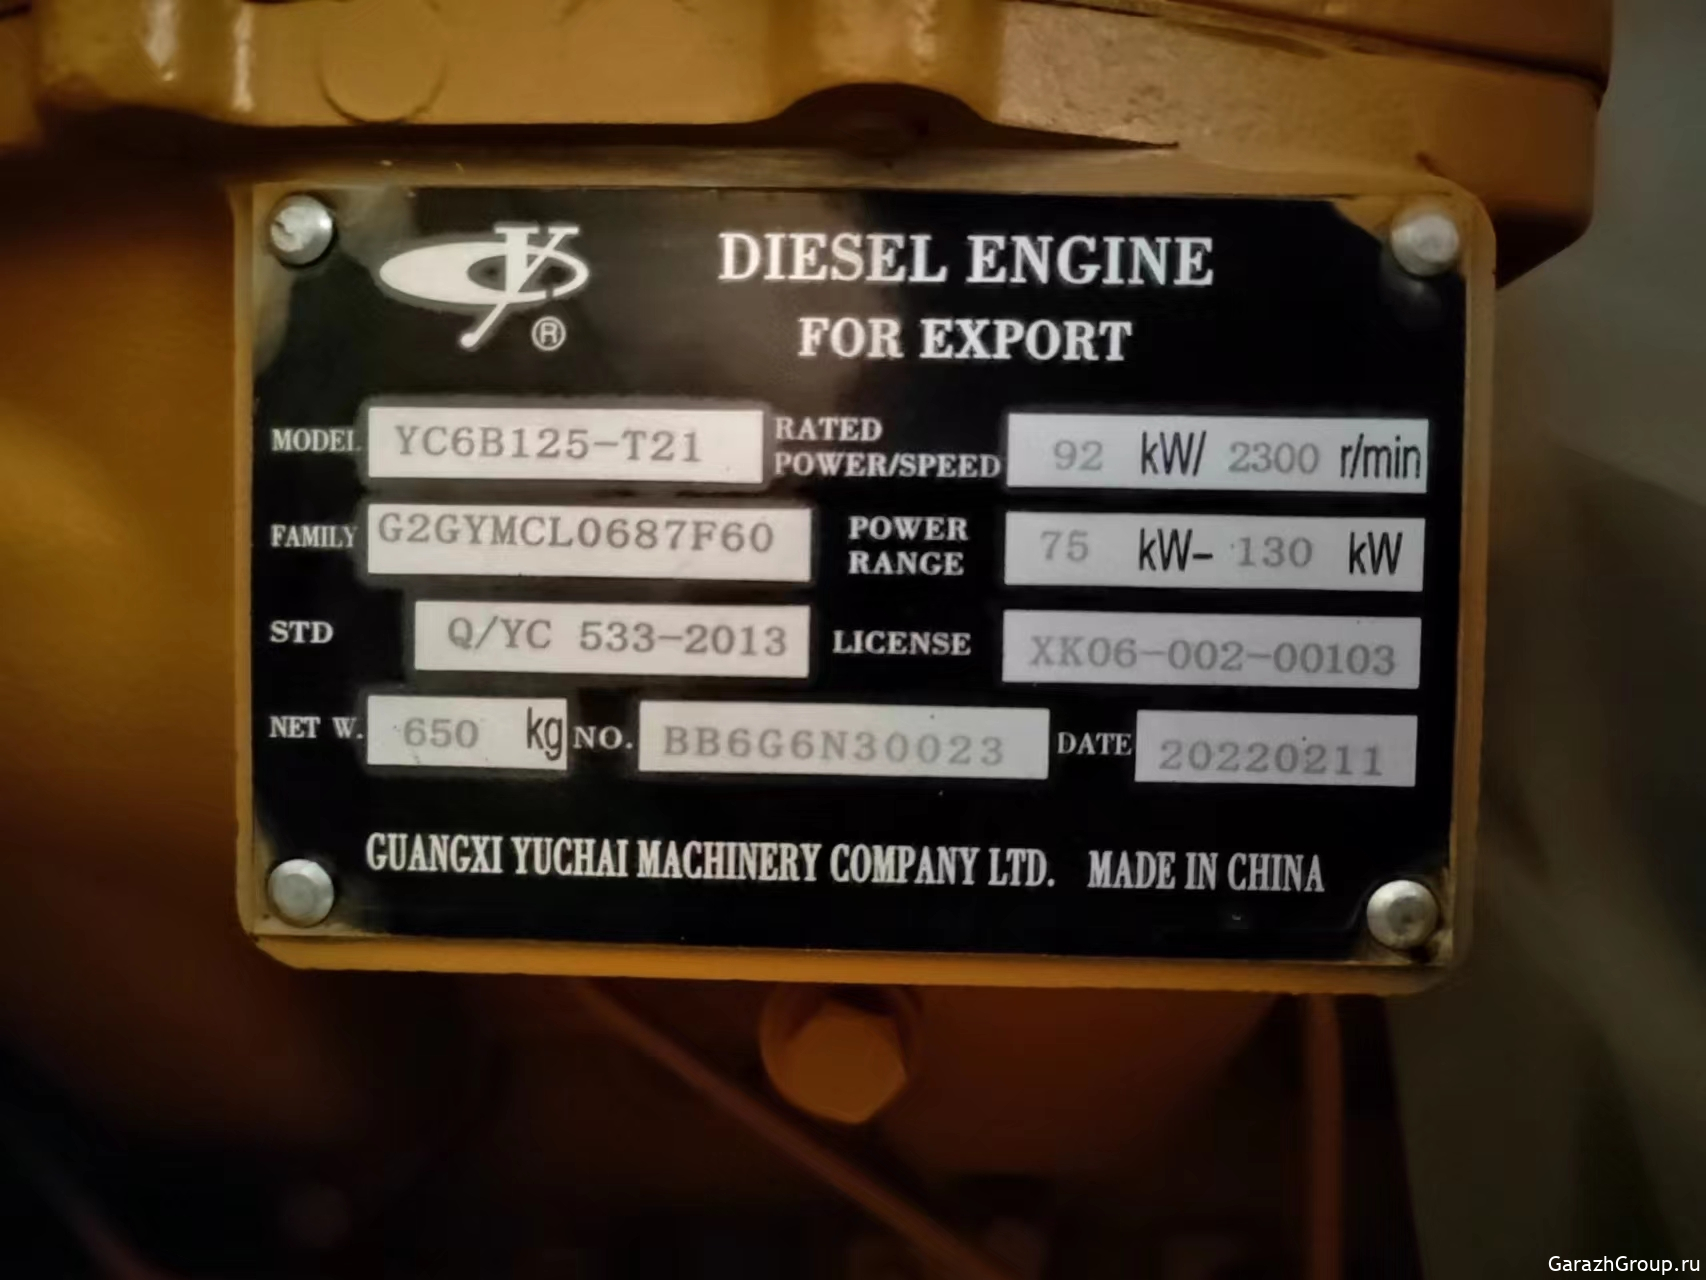 DIESEL ENGINE
FOR EXPORT
®
MODEL YC6B125-T21 RATED POWER/SPEED 92 kW/ 2300 r/min
FAMILY G2GYMCL0687F60 POWER RANGE 75 kW- 130 kW
STD Q/YC 533-2013 LICENSE XK06-002-00103
NET W. 650 kg NO. BB6G6N30023 DATE 20220211
GUANGXI YUCHAI MACHINERY COMPANY LTD. MADE IN CHINA
GarazhGroup.ru